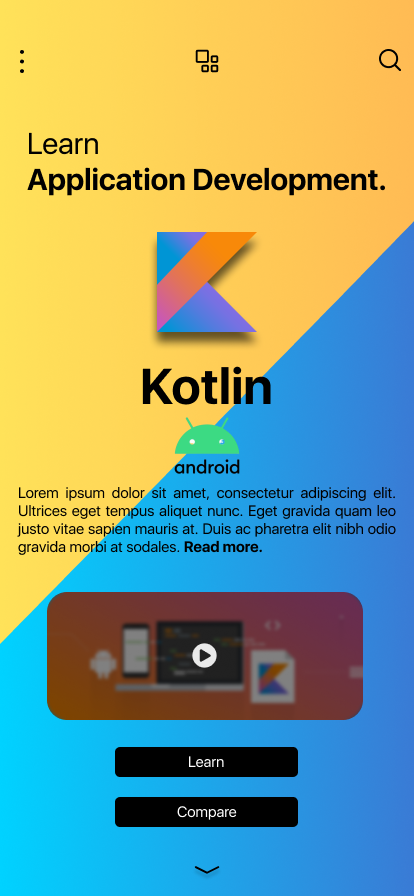 Learn
Application Development.
Kotlin
android
Lorem ipsum dolor sit amet, consectetur adipiscing elit.
Ultrices eget tempus aliquet nunc. Eget gravida quam leo
justo vitae sapien mauris at. Duis ac pharetra elit nibh odio
gravida morbi at sodales. Read more.
Learn
Compare